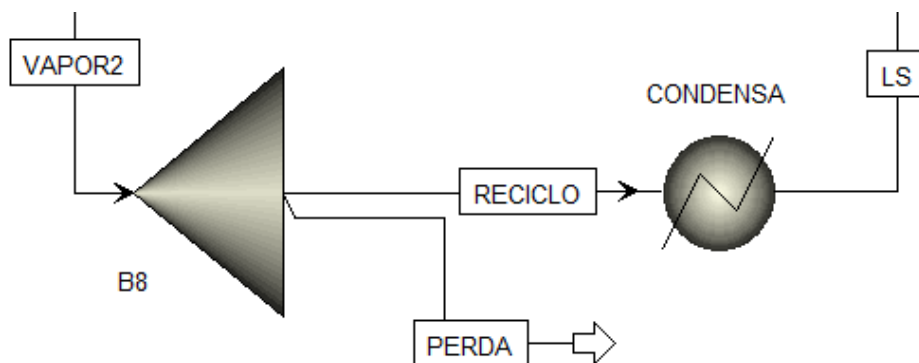 VAPOR2
LS
CONDENSA
RECICLO
B8
PERDA